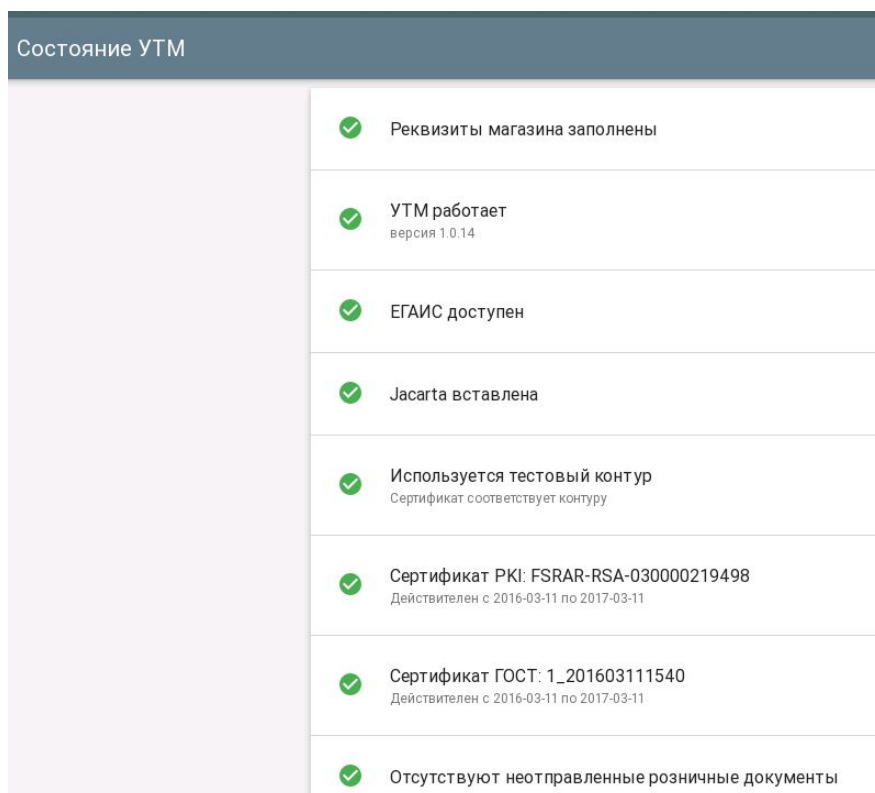 Состояние УТМ
Реквизиты магазина заполнены
УТМ работает
версия 1.0.14
ЕГАИС доступен
Jacarta вставлена
Используется тестовый контур
Сертификат соответствует контуру
Сертификат PKI: FSRAR-RSA-030000219498
Действителен с 2016-03-11 по 2017-03-11
Сертификат ГОСТ: 1_201603111540
Действителен с 2016-03-11 по 2017-03-11
Отсутствуют неотправленные розничные документы